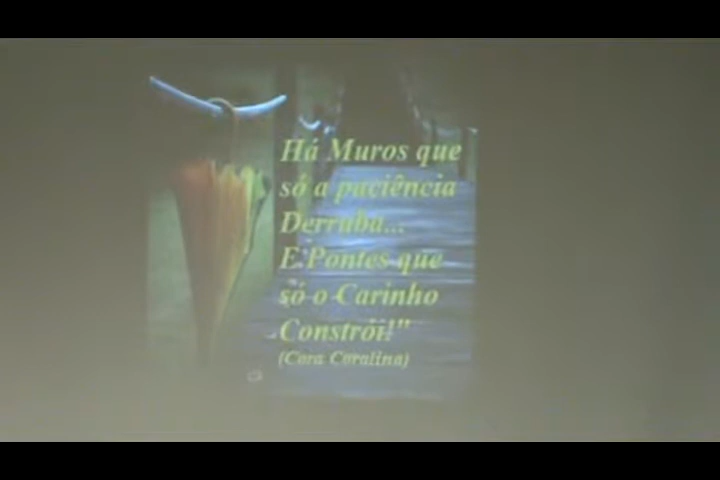 Há Muros que
só a paciência
Derruba...
E Pontes que
só o Carinho
Constrói!"
(Cora Coralina)